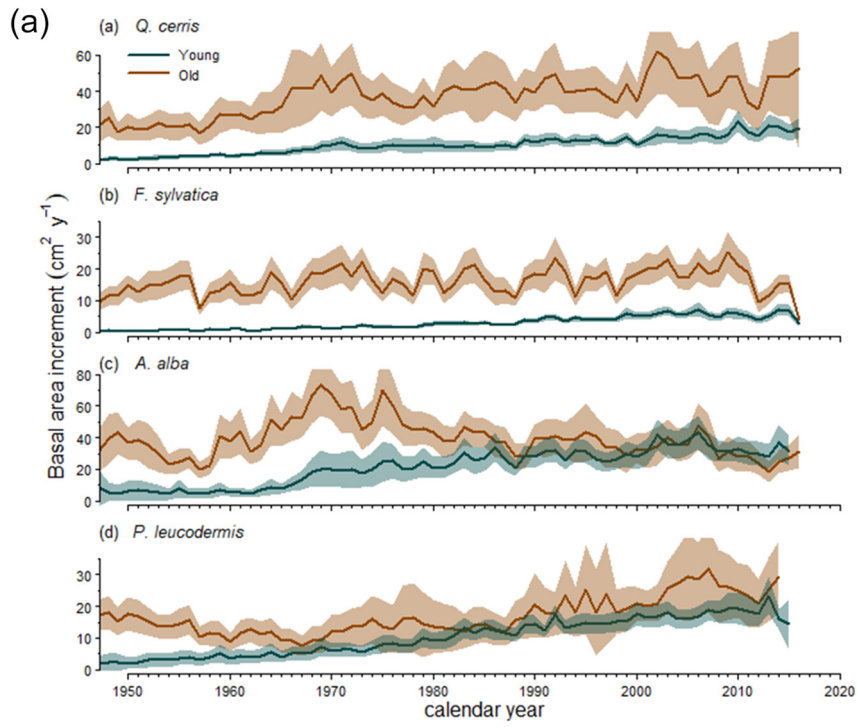 (a)
(a) Q. cerris
Young
Old
60
40
20
0
(b) F. sylvatica
30
20
10
0
(c) A. alba
80
60
40
20
0
(d) P. leucodermis
30
20
10
0
Basal area increment (cm² y⁻¹)
1950 1960 1970 1980 1990 2000 2010 2020
calendar year